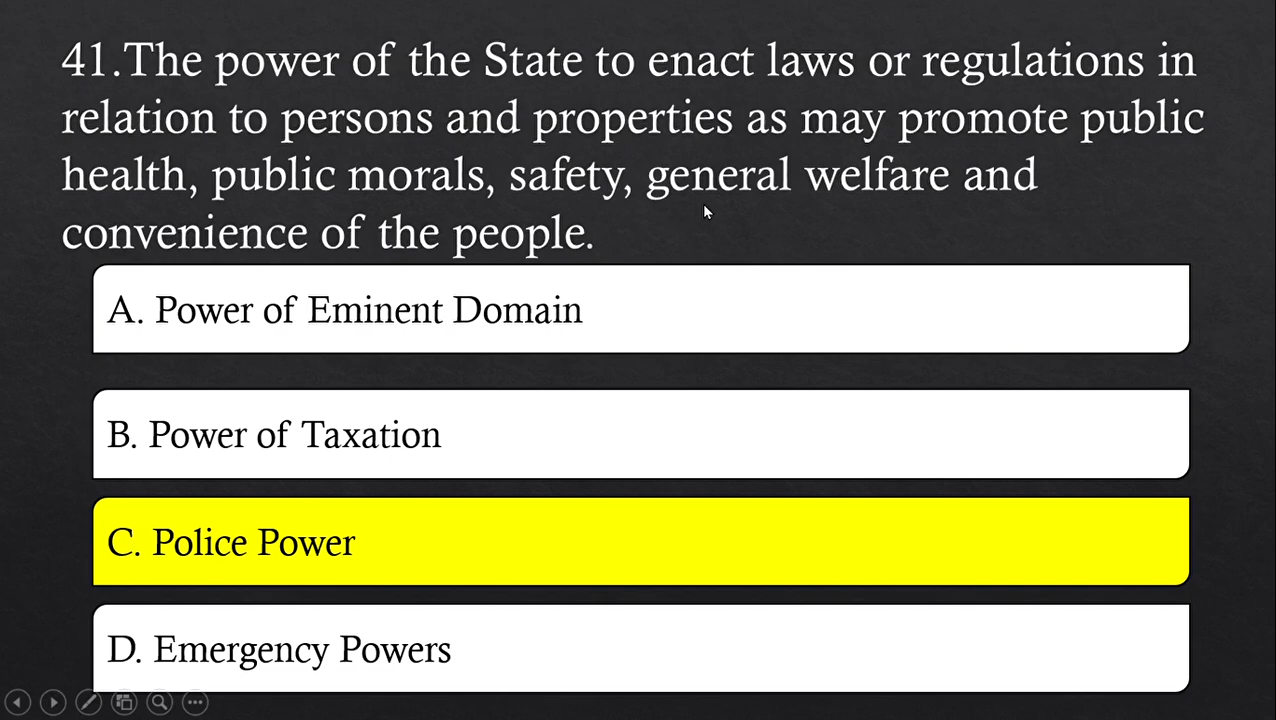 41.The power of the State to enact laws or regulations in
relation to persons and properties as may promote public
health, public morals, safety, general welfare and
convenience of the people.
A. Power of Eminent Domain
B. Power of Taxation
C. Police Power
D. Emergency Powers